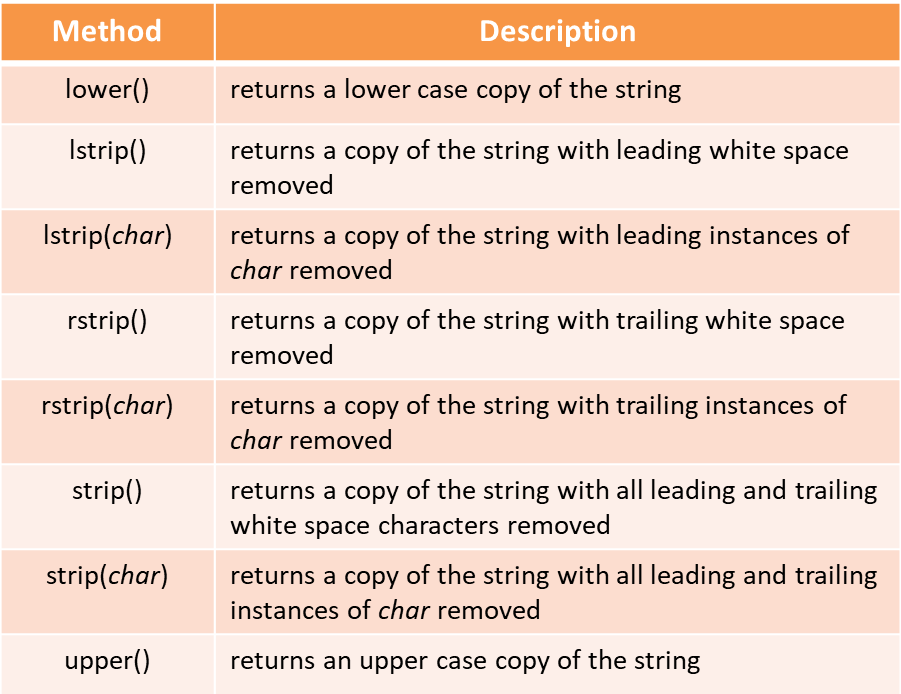 Method Description
lower() returns a lower case copy of the string
lstrip() returns a copy of the string with leading white space
removed
lstrip(char) returns a copy of the string with leading instances of
char removed
rstrip() returns a copy of the string with trailing white space
removed
rstrip(char) returns a copy of the string with trailing instances of
char removed
strip() returns a copy of the string with all leading and trailing
white space characters removed
strip(char) returns a copy of the string with all leading and trailing
instances of char removed
upper() returns an upper case copy of the string